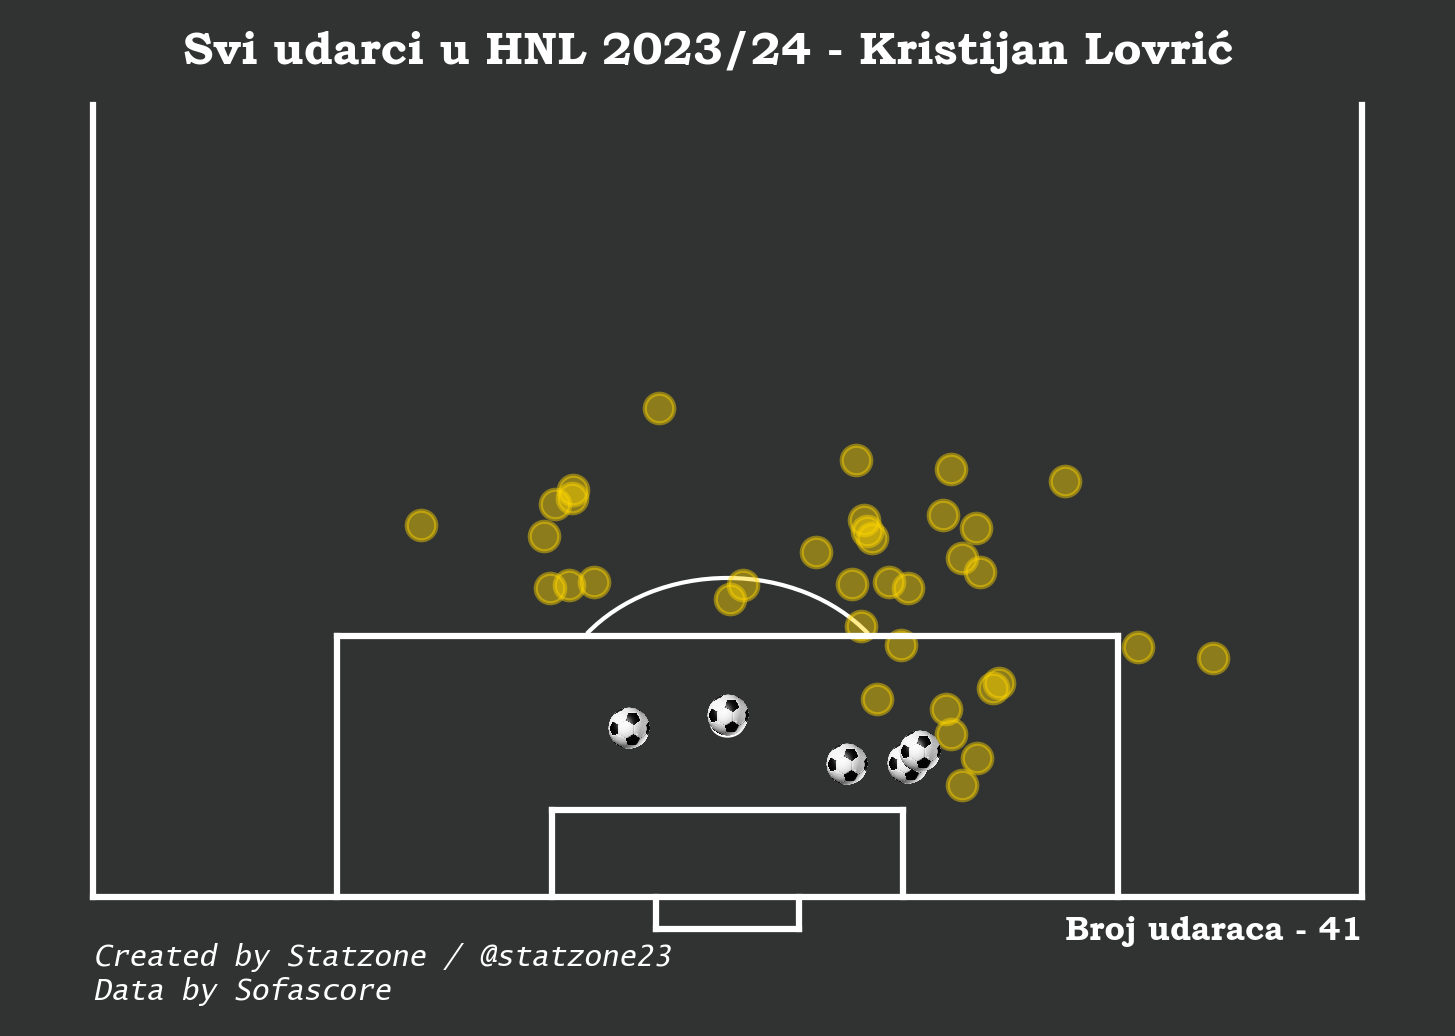 Svi udarci u HNL 2023/24 - Kristijan Lovrić
Broj udaraca - 41
Created by Statzone / @statzone23
Data by Sofascore